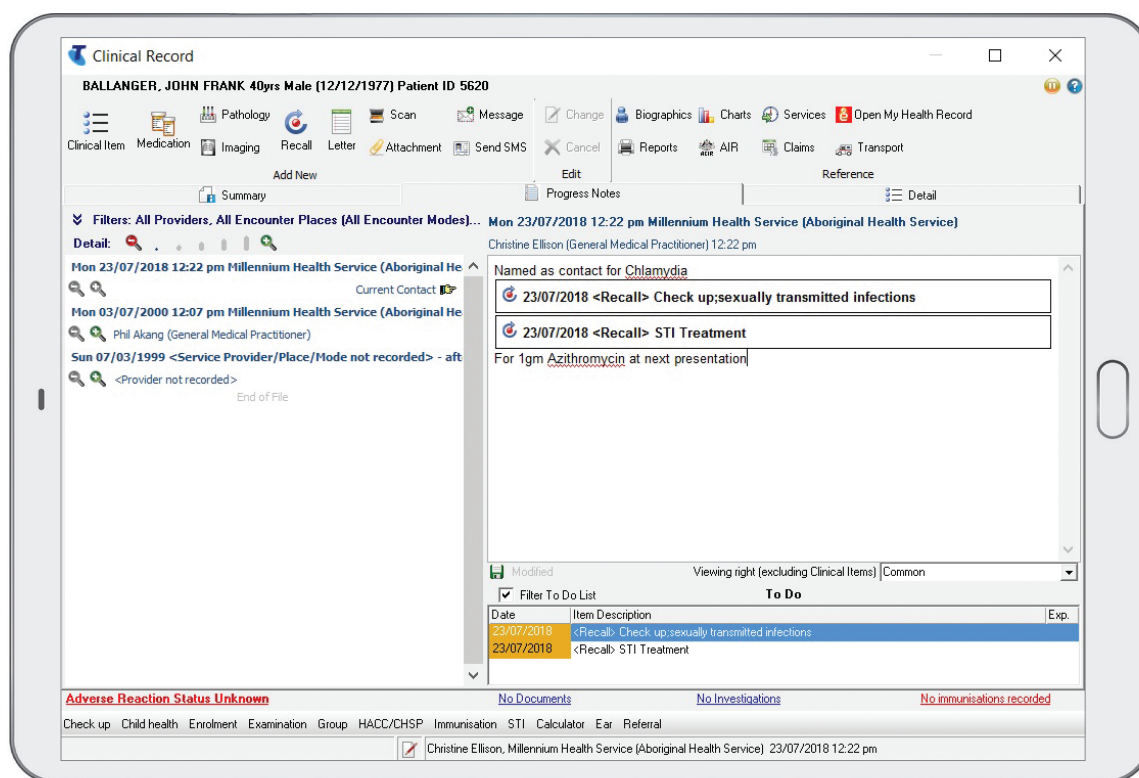 Clinical Record
BALLANGER, JOHN FRANK 40yrs Male (12/12/1977) Patient ID 5620
Clinical Item
Medication
Pathology
Imaging
Recall
Letter
Scan
Attachment
Message
Send SMS
Add New
Change
Cancel
Edit
Biographics
Charts
Services
Open My Health Record
Reports
AIR
Claims
Transport
Reference
Summary
Progress Notes
Detail
Filters: All Providers, All Encounter Places (All Encounter Modes)...
Detail:
Mon 23/07/2018 12:22 pm Millennium Health Service (Aboriginal He
Current Contact
Mon 03/07/2000 12:07 pm Millennium Health Service (Aboriginal He
Phil Akang (General Medical Practitioner)
Sun 07/03/1999 <Service Provider/Place/Mode not recorded> - aft
<Provider not recorded>
End of File
Mon 23/07/2018 12:22 pm Millennium Health Service (Aboriginal Health Service)
Christine Ellison (General Medical Practitioner) 12:22 pm
Named as contact for Chlamydia
23/07/2018 <Recall> Check up;sexually transmitted infections
23/07/2018 <Recall> STI Treatment
For 1gm Azithromycin at next presentation
Modified
Viewing right (excluding Clinical Items) Common
Filter To Do List
To Do
Date Item Description Exp.
23/07/2018 <Recall> Check up;sexually transmitted infections
23/07/2018 <Recall> STI Treatment
Adverse Reaction Status Unknown
No Documents
No Investigations
No immunisations recorded
Check up Child health Enrolment Examination Group HACC/CHSP Immunisation STI Calculator Ear Referral
Christine Ellison, Millennium Health Service (Aboriginal Health Service) 23/07/2018 12:22 pm